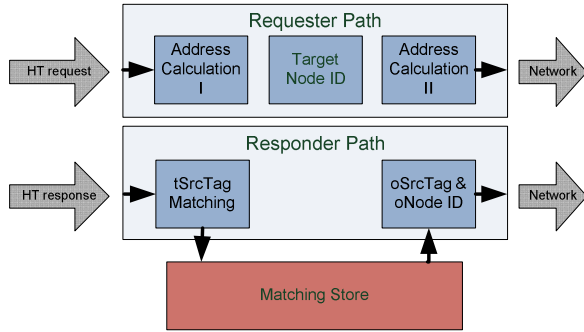 Requester Path
HT request
Address
Calculation
I
Target
Node ID
Address
Calculation
II
Network
Responder Path
HT response
tSrcTag
Matching
oSrcTag &
oNode ID
Network
Matching Store